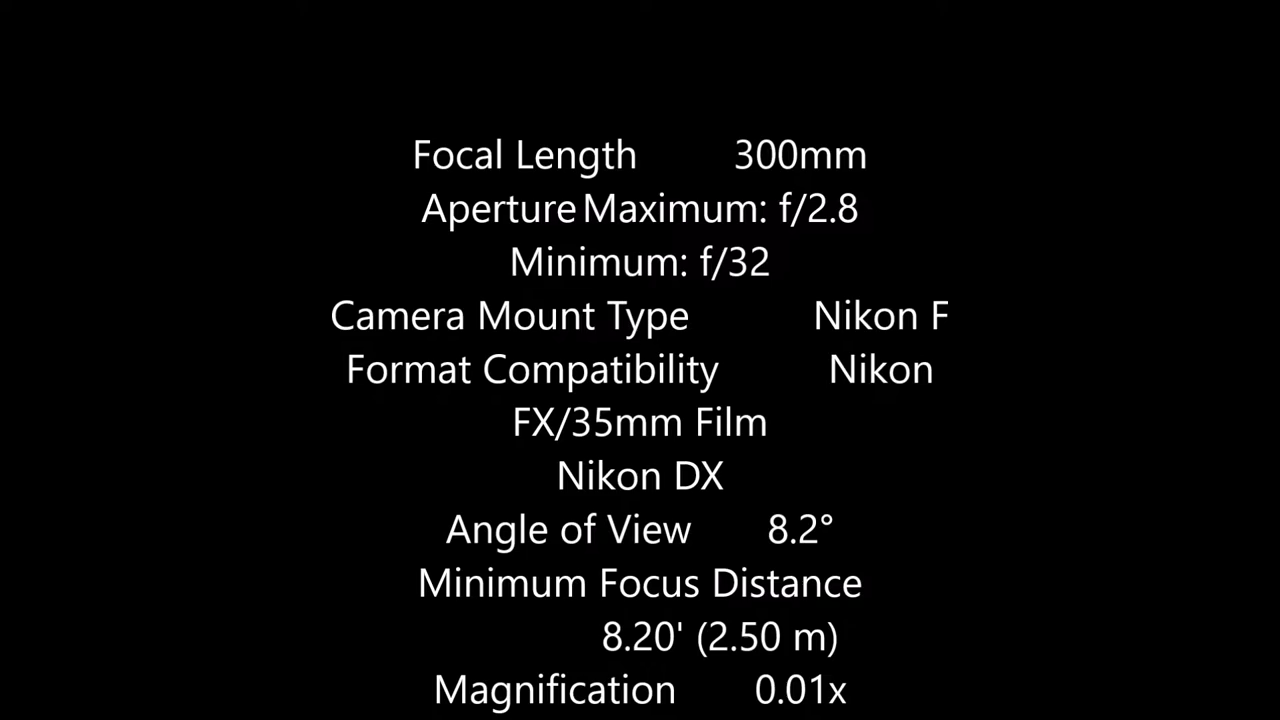 Focal Length 300mm
Aperture Maximum: f/2.8
Minimum: f/32
Camera Mount Type Nikon F
Format Compatibility Nikon
FX/35mm Film
Nikon DX
Angle of View 8.2°
Minimum Focus Distance
8.20' (2.50 m)
Magnification 0.01x